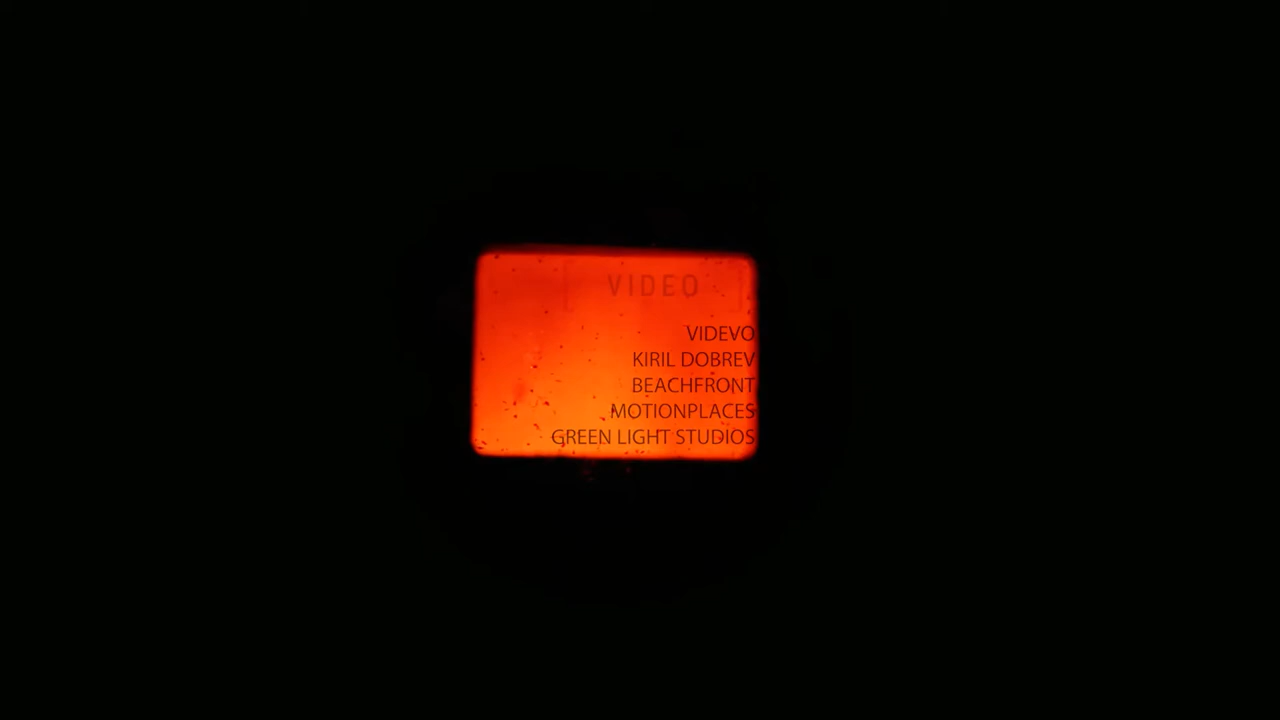 VIDEO
VIDEVO
KIRIL DOBREV
BEACHFRONT
MOTIONPLACES
GREEN LIGHT STUDIOS